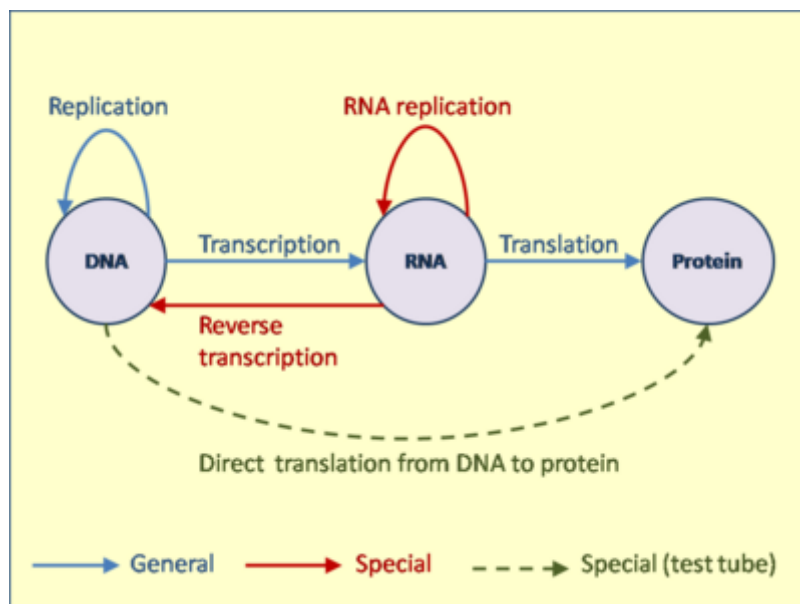 Replication
RNA replication
DNA
Transcription
RNA
Translation
Protein
Reverse
transcription
Direct translation from DNA to protein
General
Special
Special (test tube)